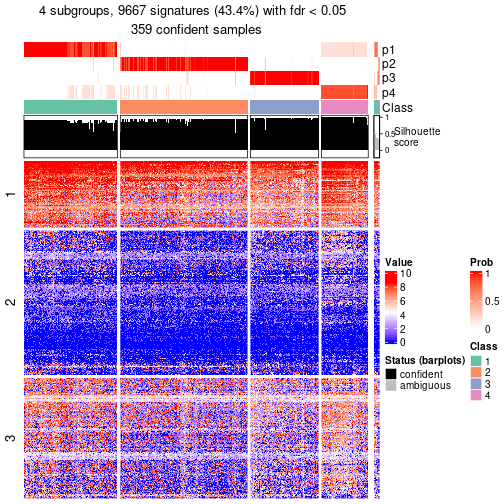 4 subgroups, 9667 signatures (43.4%) with fdr < 0.05
359 confident samples
p1
p2
p3
p4
Class
1
0.5
0
Silhouette
score
1
2
3
Value
10
8
6
4
2
0
Prob
1
0.5
0
Status (barplots)
confident
ambiguous
Class
1
2
3
4